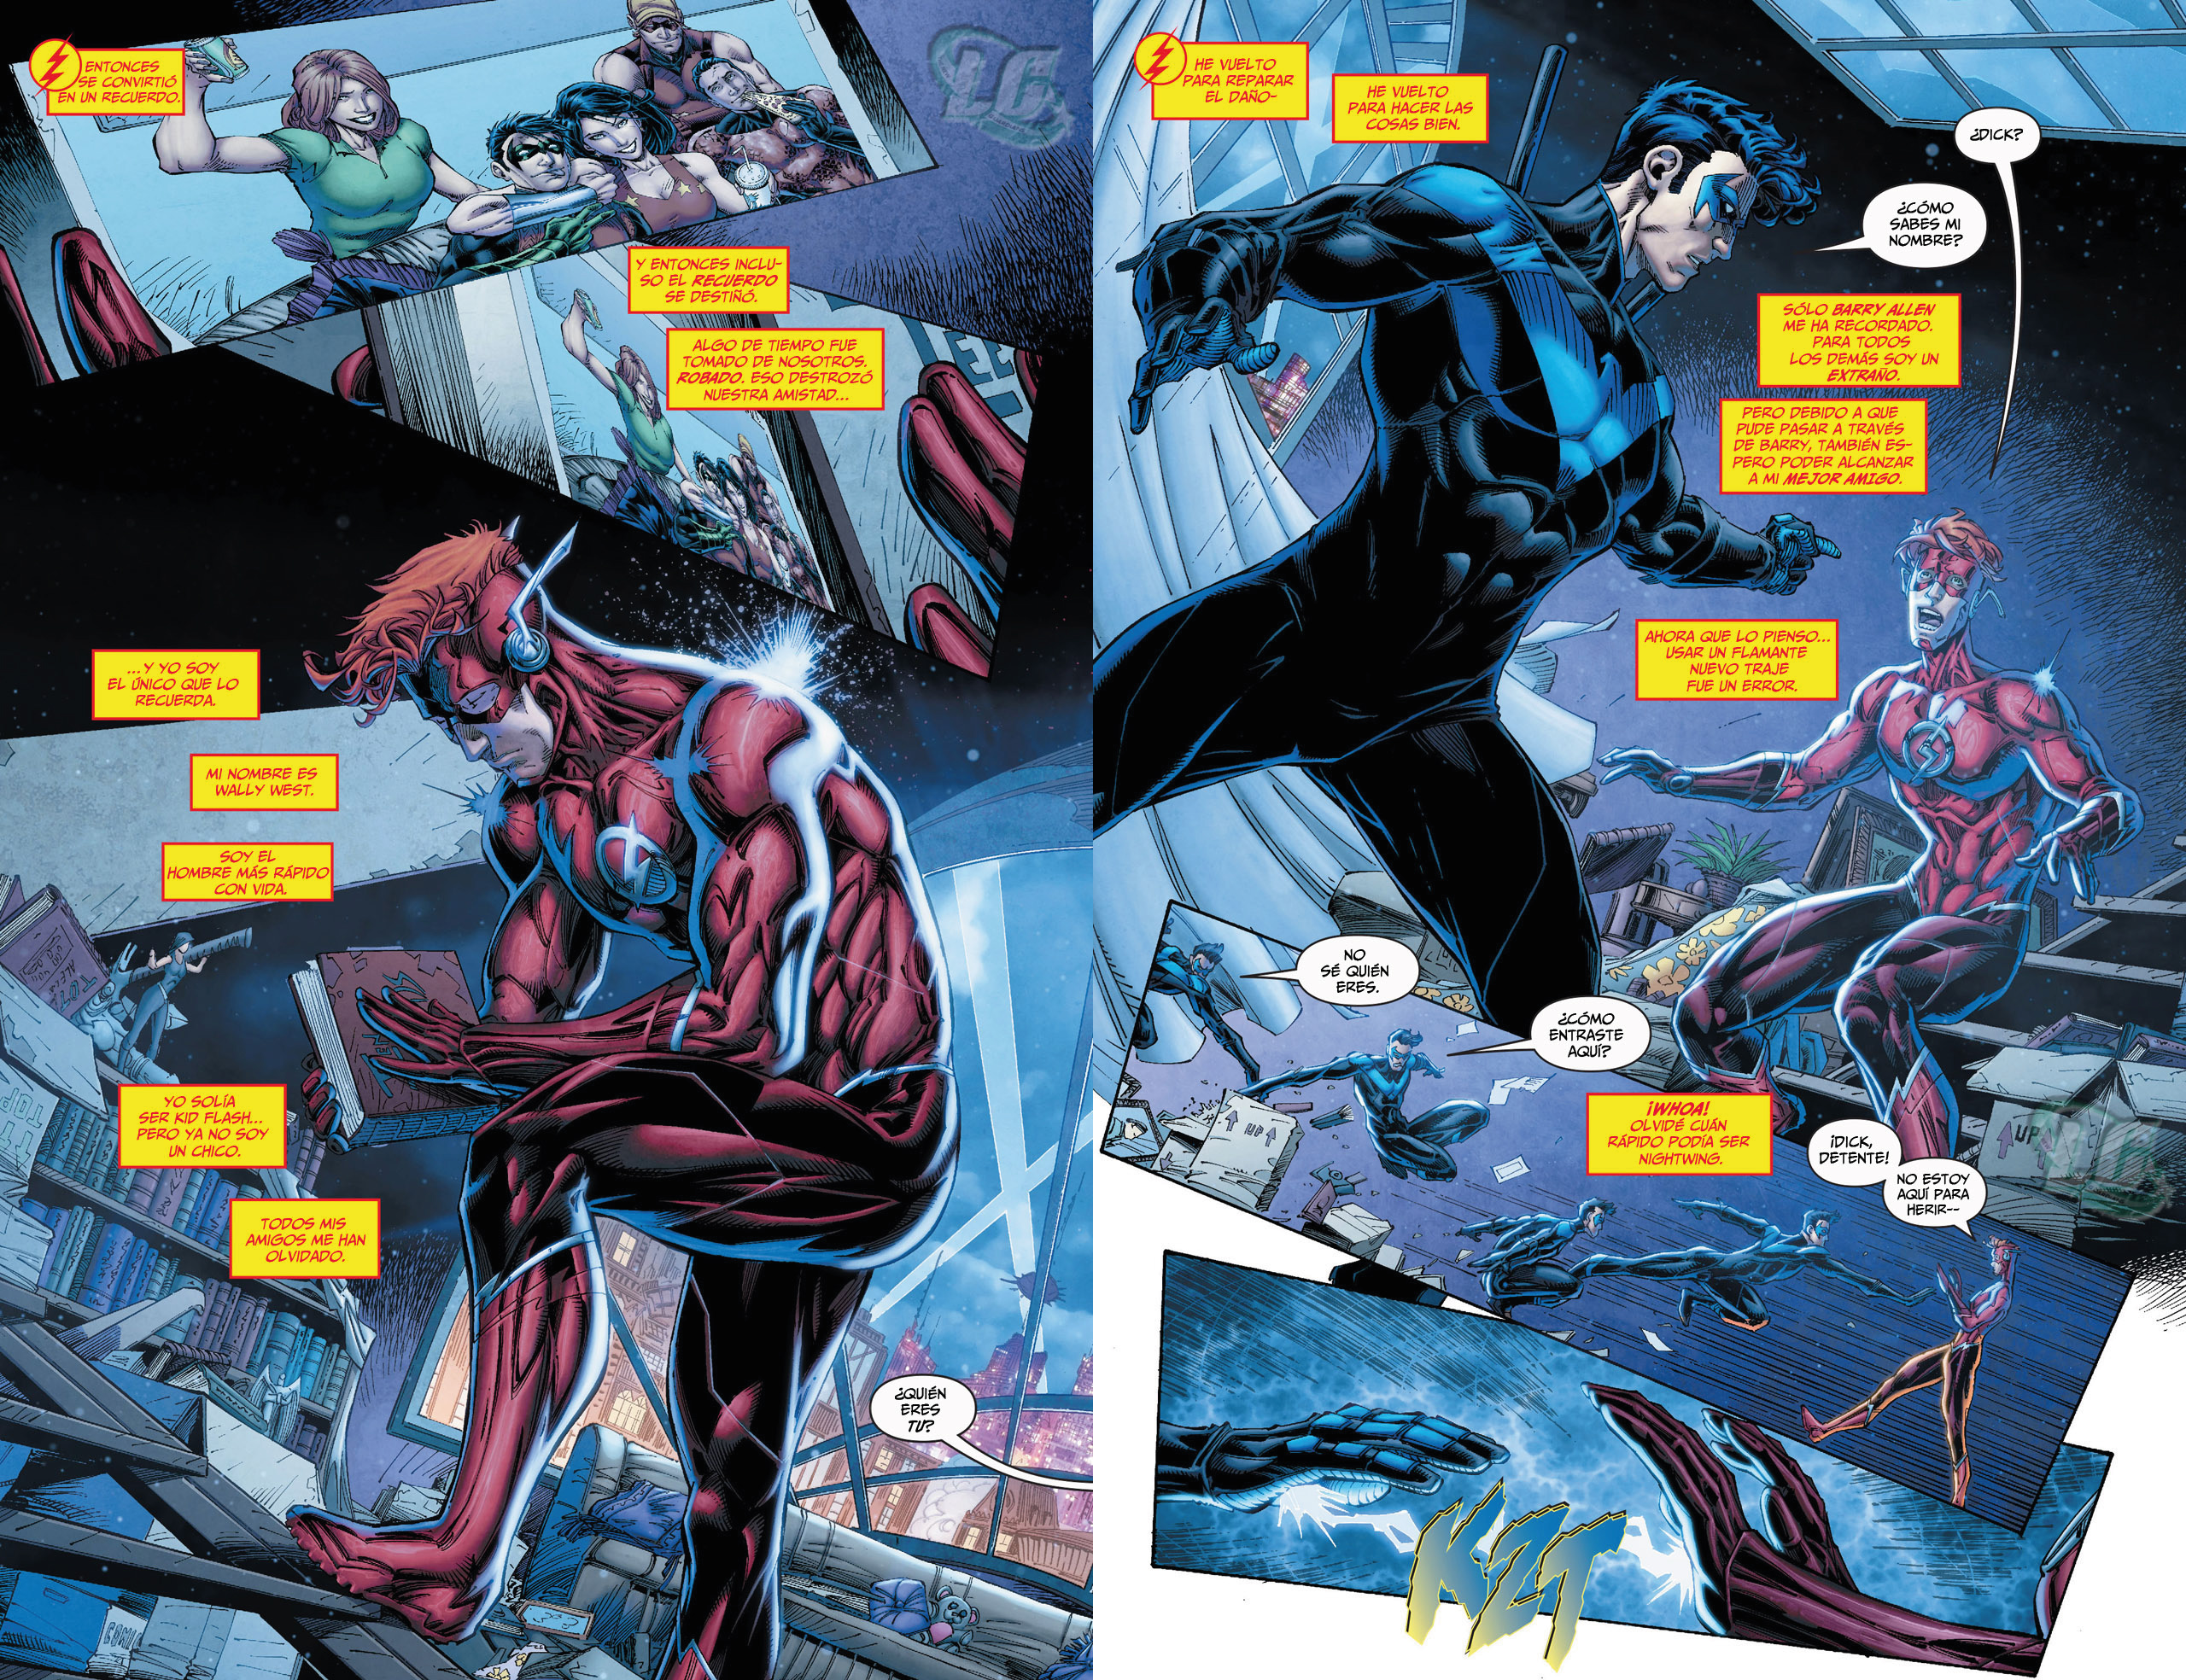 ENTONCES
SE CONVIRTIÓ
EN UN RECUERDO.
Y ENTONCES INCLU-
SO EL RECUERDO
SE DESTIÑÓ.
ALGO DE TIEMPO FUE
TOMADO DE NOSOTROS.
ROBADO. ESO DESTROZÓ
NUESTRA AMISTAD...
...Y YO SOY
EL ÚNICO QUE LO
RECUERDA.
MI NOMBRE ES
WALLY WEST.
SOY EL
HOMBRE MÁS RÁPIDO
CON VIDA.
YO SOLÍA
SER KID FLASH...
PERO YA NO SOY
UN CHICO.
TODOS MIS
AMIGOS ME HAN
OLVIDADO.
¿QUIÉN
ERES
TU?
HE VUELTO
PARA REPARAR
EL DAÑO-
HE VUELTO
PARA HACER LAS
COSAS BIEN.
¿DICK?
¿CÓMO
SABES MI
NOMBRE?
SÓLO BARRY ALLEN
ME HA RECORDADO.
PARA TODOS
LOS DEMÁS SOY UN
EXTRAÑO.
PERO DEBIDO A QUE
PUDE PASAR A TRAVÉS
DE BARRY, TAMBIÉN ES-
PERO PODER ALCANZAR
A MI MEJOR AMIGO.
AHORA QUE LO PIENSO...
USAR UN FLAMANTE
NUEVO TRAJE
FUE UN ERROR.
NO
SÉ QUIÉN
ERES.
¿CÓMO
ENTRASTE
AQUÍ?
UP
UP
¡WHOA!
OLVIDÉ CUÁN
RÁPIDO PODÍA SER
NIGHTWING.
¡DICK,
DETENTE!
NO ESTOY
AQUÍ PARA
HERIR--
KZT